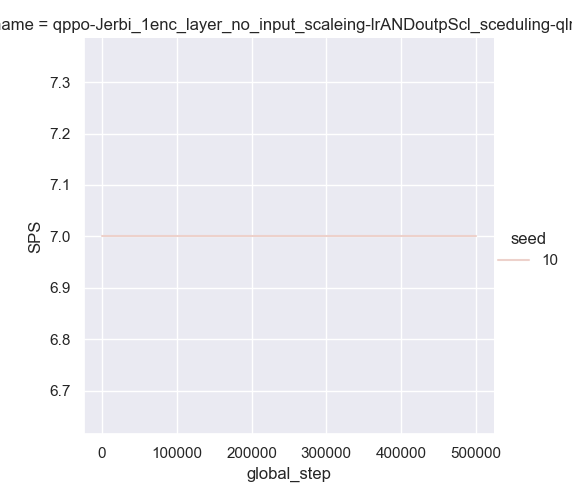 name = qppo-Jerbi_1enc_layer_no_input_scaleing-lrANDoutpScl_sceduling-qlr
7.3
7.2
7.1
7.0
6.9
6.8
6.7
SPS
0 100000 200000 300000 400000 500000
global_step
seed
10